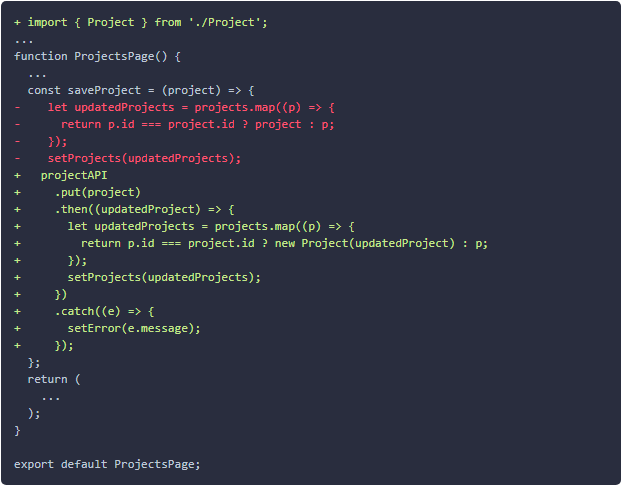 + import { Project } from './Project';
...
function ProjectsPage() {
  ...
  const saveProject = (project) => {
-    let updatedProjects = projects.map((p) => {
-      return p.id === project.id ? project : p;
-    });
-    setProjects(updatedProjects);
+   projectAPI
+     .put(project)
+     .then((updatedProject) => {
+       let updatedProjects = projects.map((p) => {
+         return p.id === project.id ? new Project(updatedProject) : p;
+       });
+       setProjects(updatedProjects);
+     })
+     .catch((e) => {
+       setError(e.message);
+     });
  };
  return (
    ...
  );
}

export default ProjectsPage;